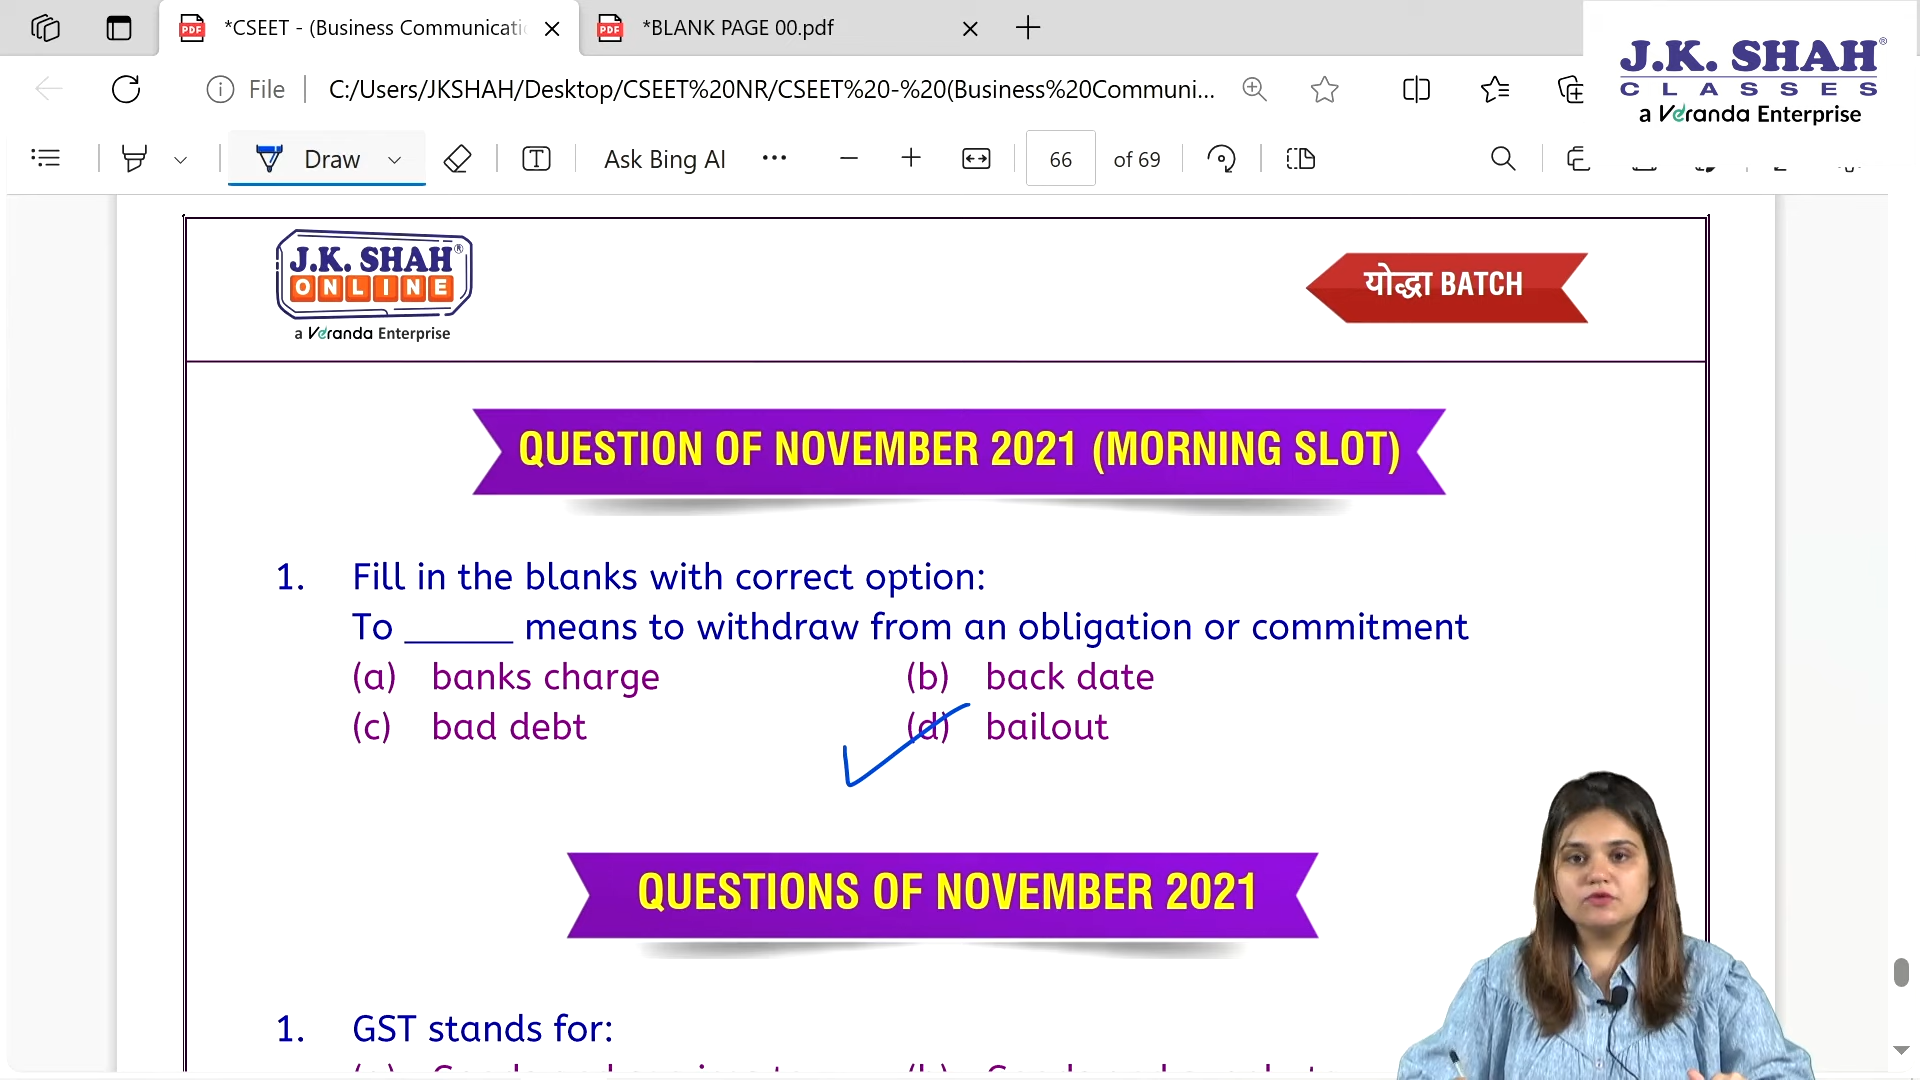 *CSEET - (Business Communicati
*BLANK PAGE 00.pdf
J.K. SHAH®
CLASSES
a Veranda Enterprise
File
C:/Users/JKSHAH/Desktop/CSEET%20NR/CSEET%20-%20(Business%20Communi...
Draw
Ask Bing AI
66
of 69
J.K. SHAH®
ONLINE
a Veranda Enterprise
योद्धा BATCH
QUESTION OF NOVEMBER 2021 (MORNING SLOT)
1. Fill in the blanks with correct option:
To ______ means to withdraw from an obligation or commitment
(a) banks charge (b) back date
(c) bad debt (d) bailout
QUESTIONS OF NOVEMBER 2021
1. GST stands for: